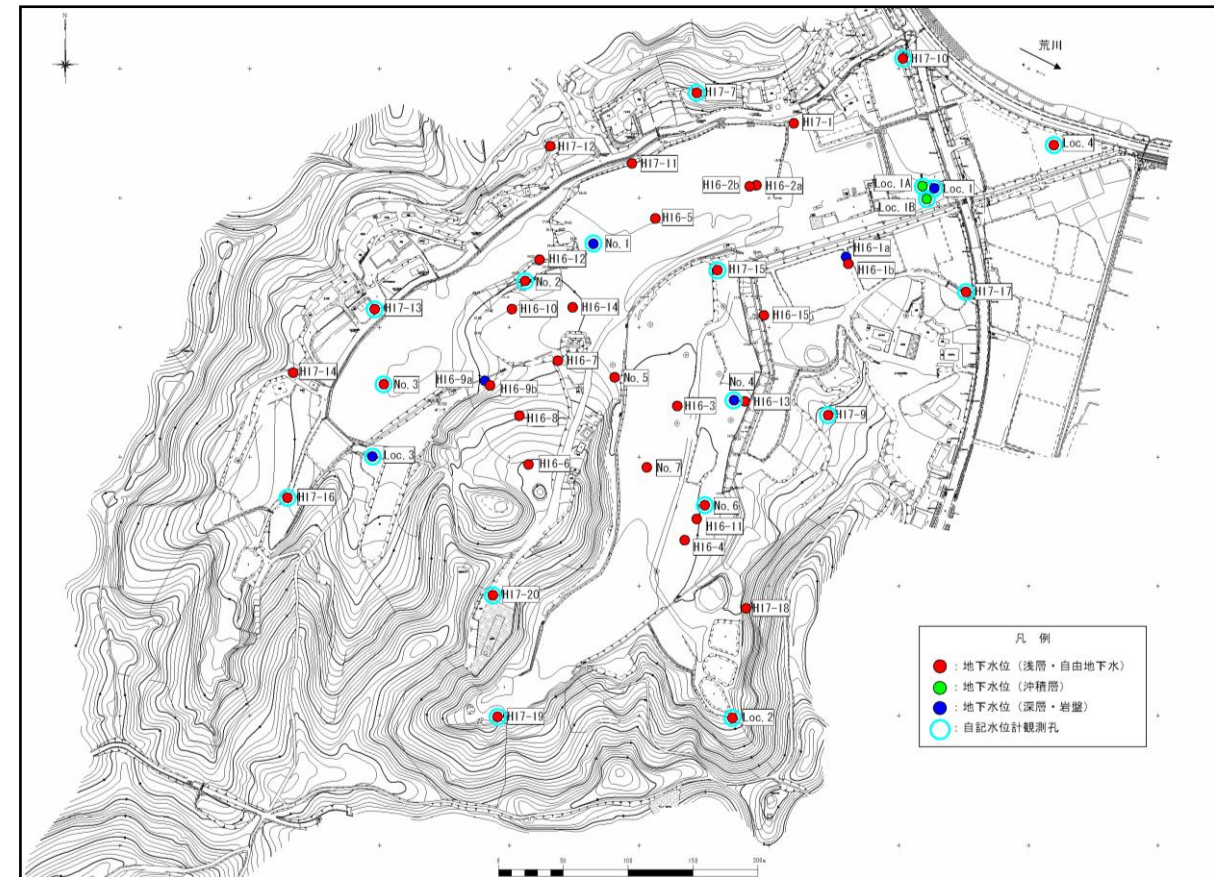 N
荒川
H17-10
H17-7
H17-1
Loc. 4
H17-12
H17-11
H16-2b
H16-2a
Loc. 1A
Loc. 1
Loc. 1B
H16-5
No. 1
H16-1a
H16-12
H16-1b
H17-15
No. 2
H17-17
H17-13
H16-10
H16-14
H16-15
H16-7
H17-14
No. 3
H16-9a
H16-9b
No. 5
No. 4
H16-13
H16-3
H16-8
H17-9
Loc. 3
H16-6
No. 7
H17-16
No. 6
H16-11
H16-4
H17-20
H17-18
H17-19
Loc. 2
凡 例
:地下水位(浅層・自由地下水)
:地下水位(沖積層)
:地下水位(深層・岩盤)
:自記水位計観測孔
0 50 100 150 200m